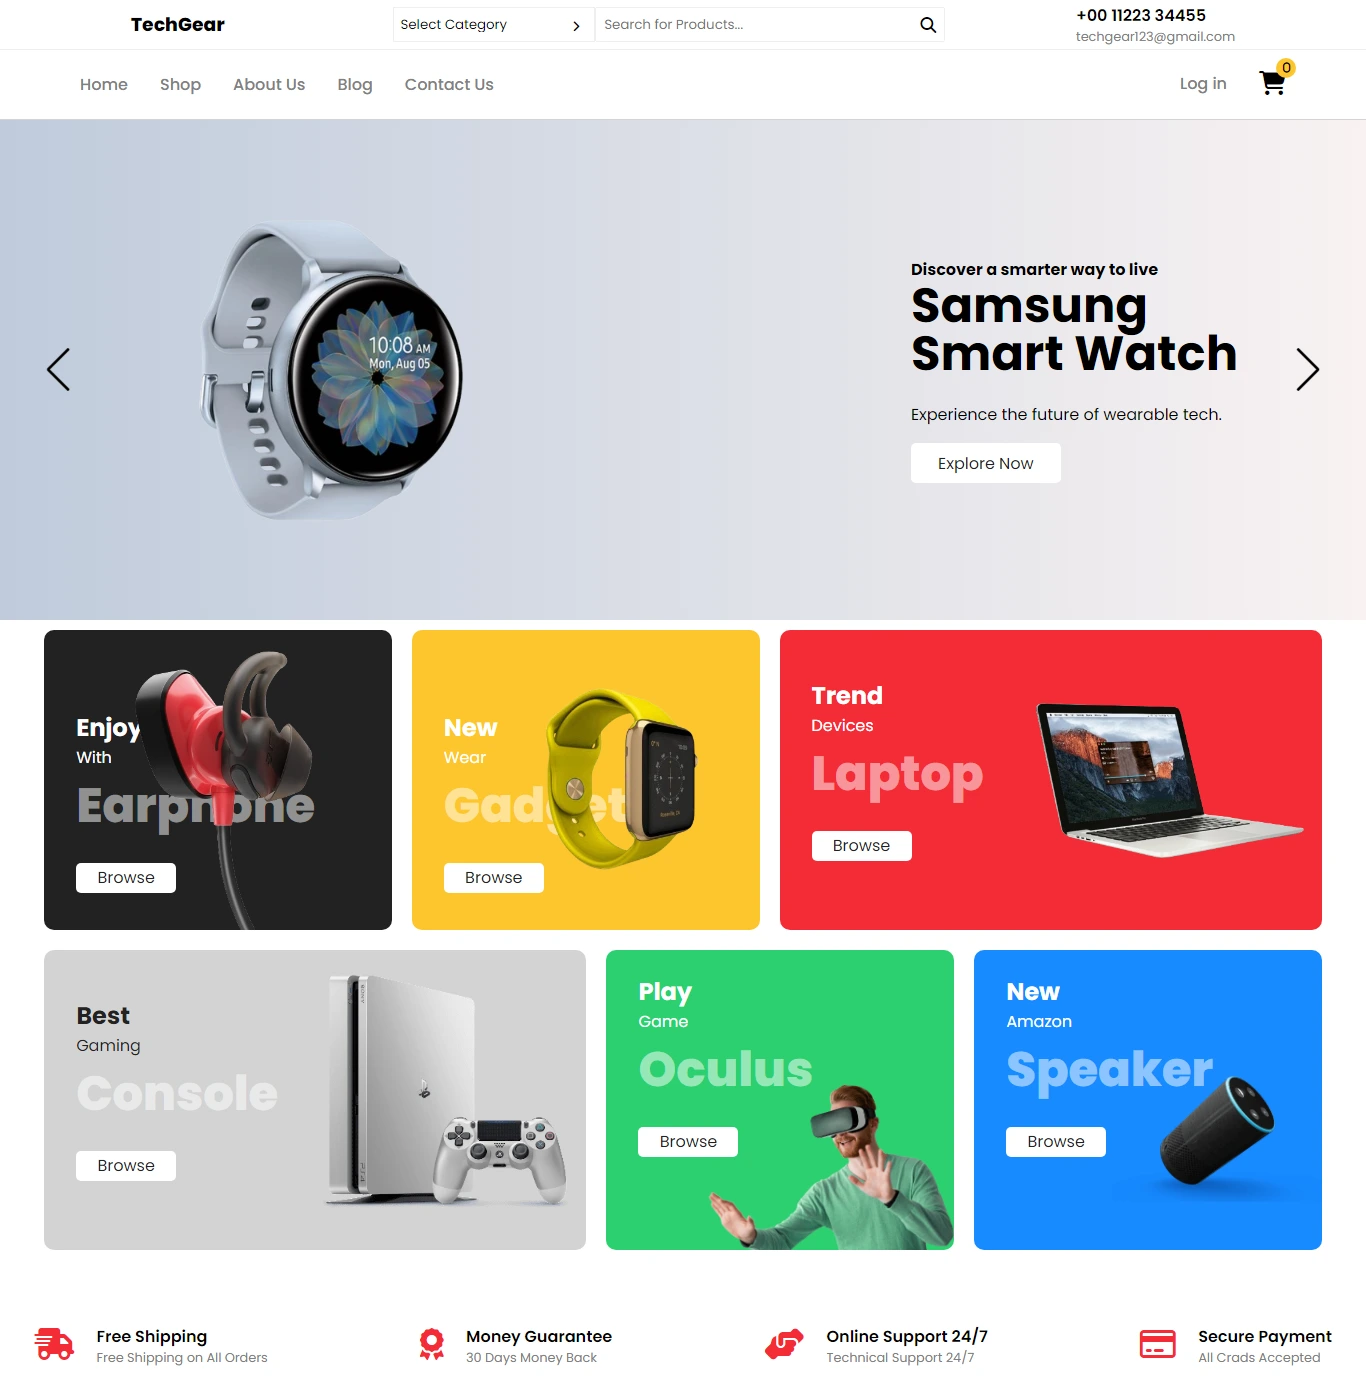 TechGear
Select Category
Search for Products...
+00 11223 34455
techgear123@gmail.com
Home
Shop
About Us
Blog
Contact Us
Log in
0
10:08 AM
Mon, Aug 05
Discover a smarter way to live
Samsung
Smart Watch
Experience the future of wearable tech.
Explore Now
Enjoy
With
Earphone
Browse
New
Wear
Gadget
Browse
Trend
Devices
Laptop
Browse
Best
Gaming
Console
Browse
Play
Game
Oculus
Browse
New
Amazon
Speaker
Browse
Free Shipping
Free Shipping on All Orders
Money Guarantee
30 Days Money Back
Online Support 24/7
Technical Support 24/7
Secure Payment
All Crads Accepted